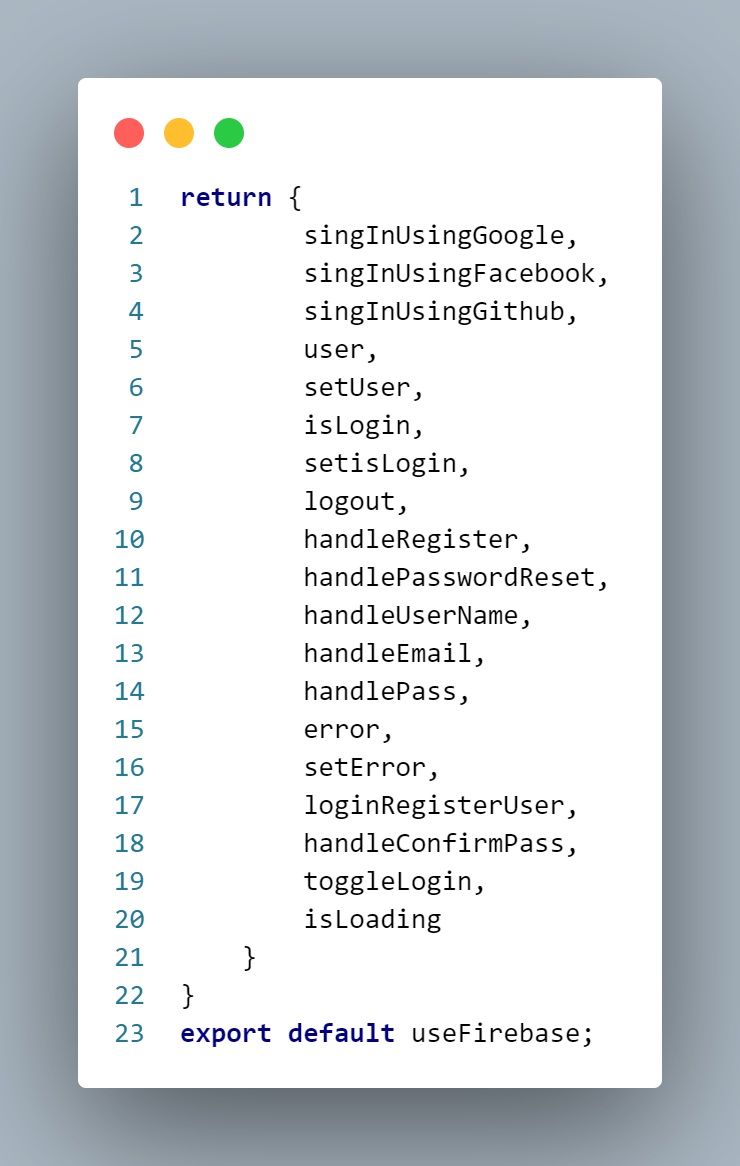 1 return {
2         singInUsingGoogle,
3         singInUsingFacebook,
4         singInUsingGithub,
5         user,
6         setUser,
7         isLogin,
8         setisLogin,
9         logout,
10         handleRegister,
11         handlePasswordReset,
12         handleUserName,
13         handleEmail,
14         handlePass,
15         error,
16         setError,
17         loginRegisterUser,
18         handleConfirmPass,
19         toggleLogin,
20         isLoading
21     }
22 }
23 export default useFirebase;